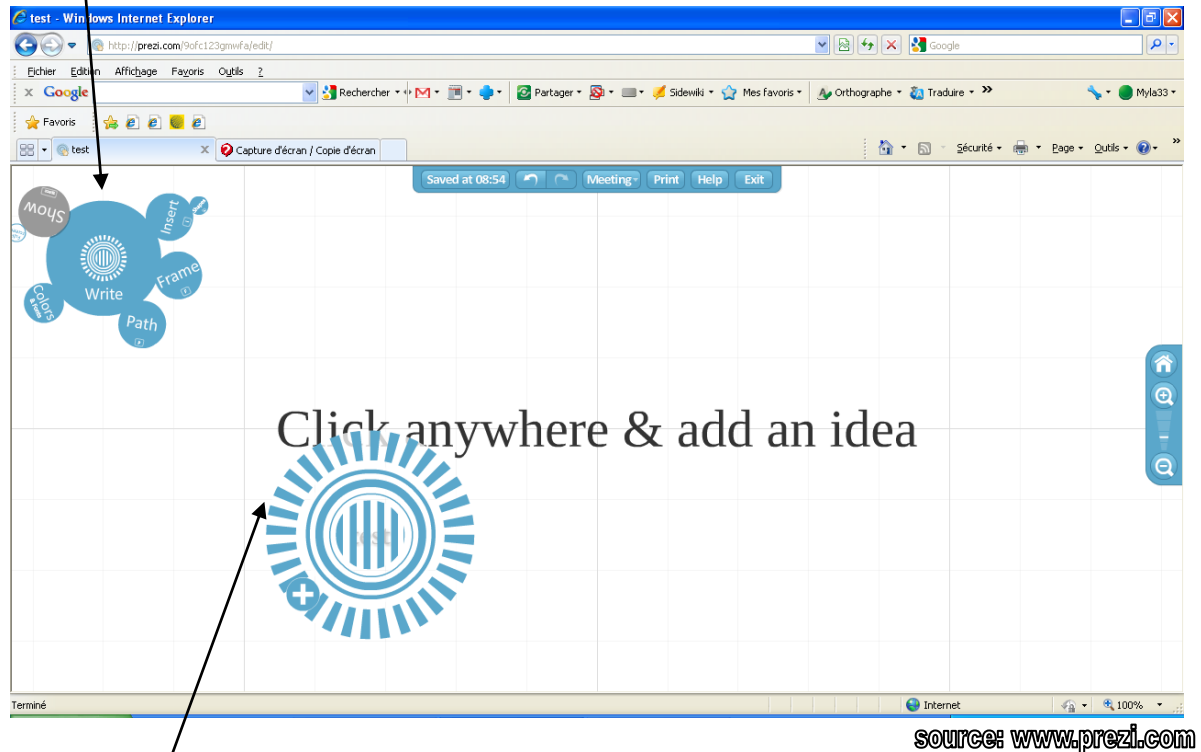 test - Windows Internet Explorer
http://prezi.com/9ofc123gmwfa/edit/
Google
Fichier Edition Affichage Favoris Outils ?
x Google Rechercher Partager Sidewiki Mes favoris Orthographe Traduire >> Myla33
Favoris
test x Capture d'écran / Copie d'écran Sécurité Page Outils >>
Saved at 08:54 Meeting Print Help Exit
Show
Insert
Frame
Write
Colors
& Fonts
Path
Click anywhere & add an idea
test
Terminé Internet 100%
source: www.prezi.com